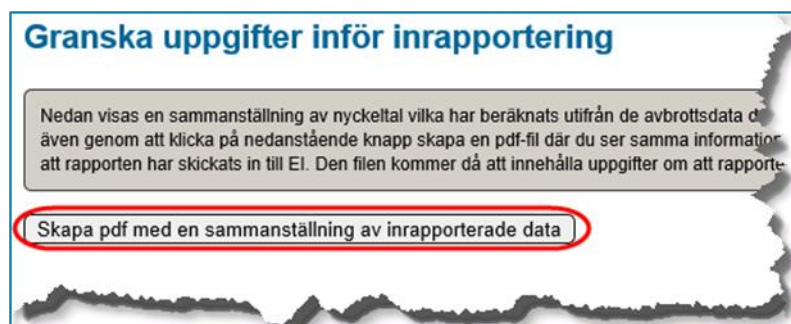 Granska uppgifter inför inrapportering
Nedan visas en sammanställning av nyckeltal vilka har beräknats utifrån de avbrottsdata d
även genom att klicka på nedanstående knapp skapa en pdf-fil där du ser samma information
att rapporten har skickats in till EI. Den filen kommer då att innehålla uppgifter om att rapporte
Skapa pdf med en sammanställning av inrapporterade data